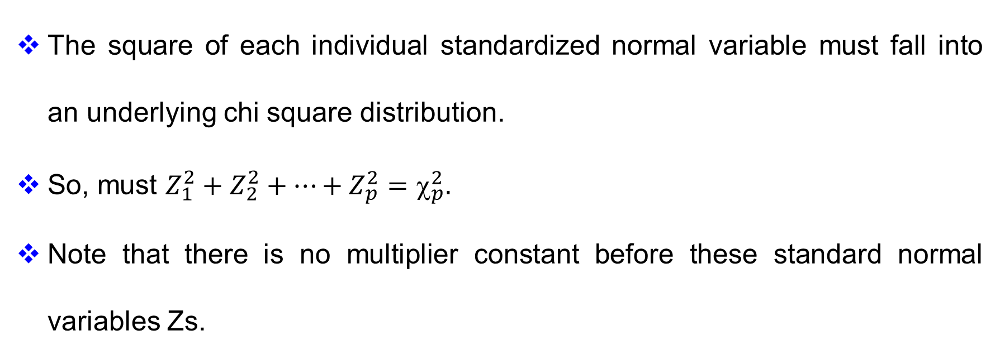 ❖ The square of each individual standardized normal variable must fall into
an underlying chi square distribution.
❖ So, must $Z_1^2 + Z_2^2 + \cdots + Z_p^2 = \chi_p^2$.
❖ Note that there is no multiplier constant before these standard normal
variables Zs.